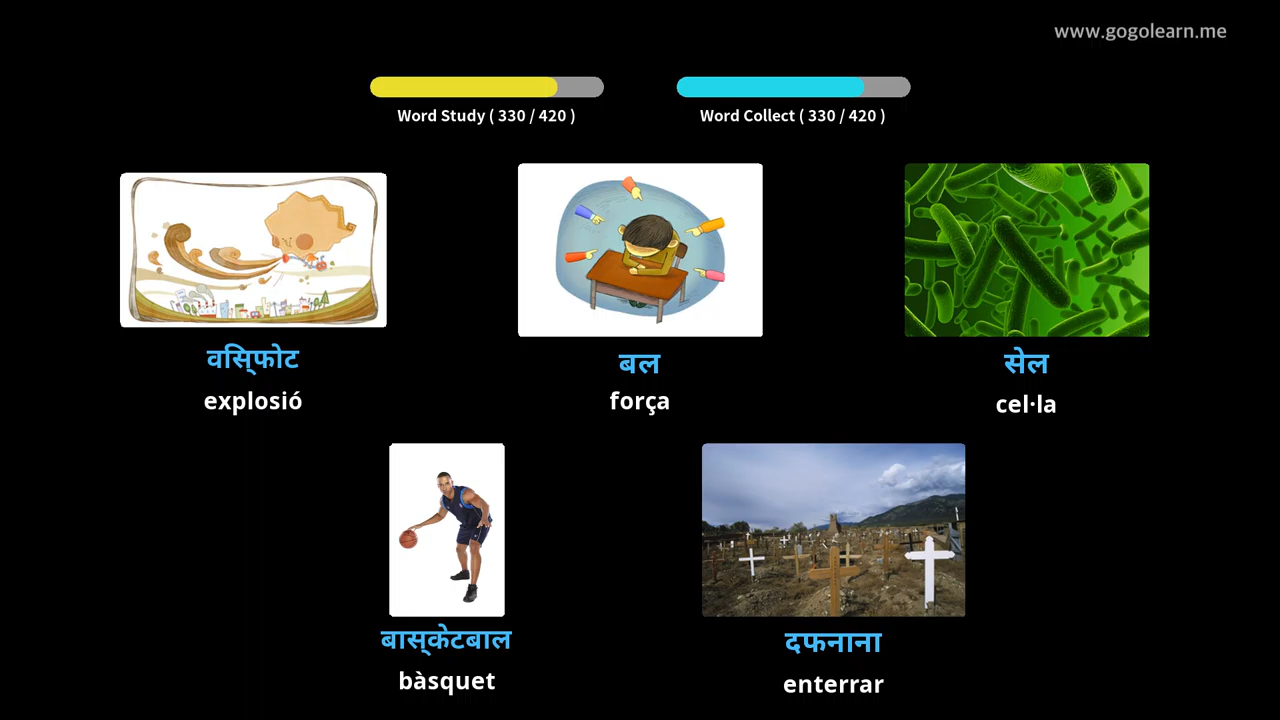 www.gogolearn.me
Word Study ( 330 / 420 )
Word Collect ( 330 / 420 )
विस्फोट
explosió
बल
força
सेल
cel·la
बास्केटबाल
bàsquet
दफनाना
enterrar